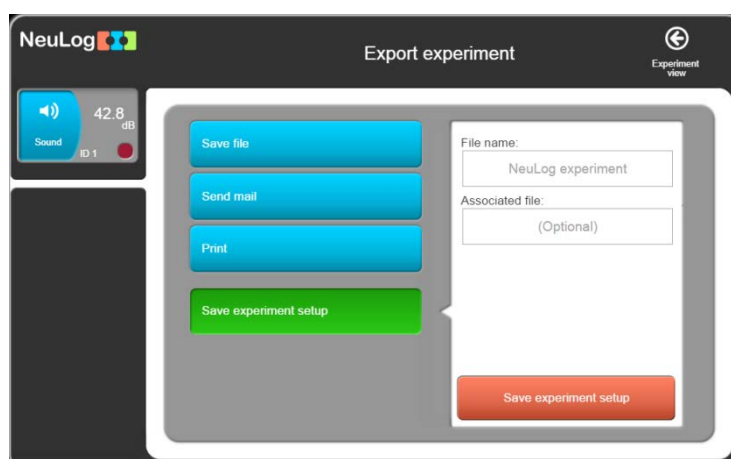 NeuLog
Export experiment
Experiment
view
42.8
dB
Sound
ID 1
Save file
Send mail
Print
Save experiment setup
File name:
NeuLog experiment
Associated file:
(Optional)
Save experiment setup